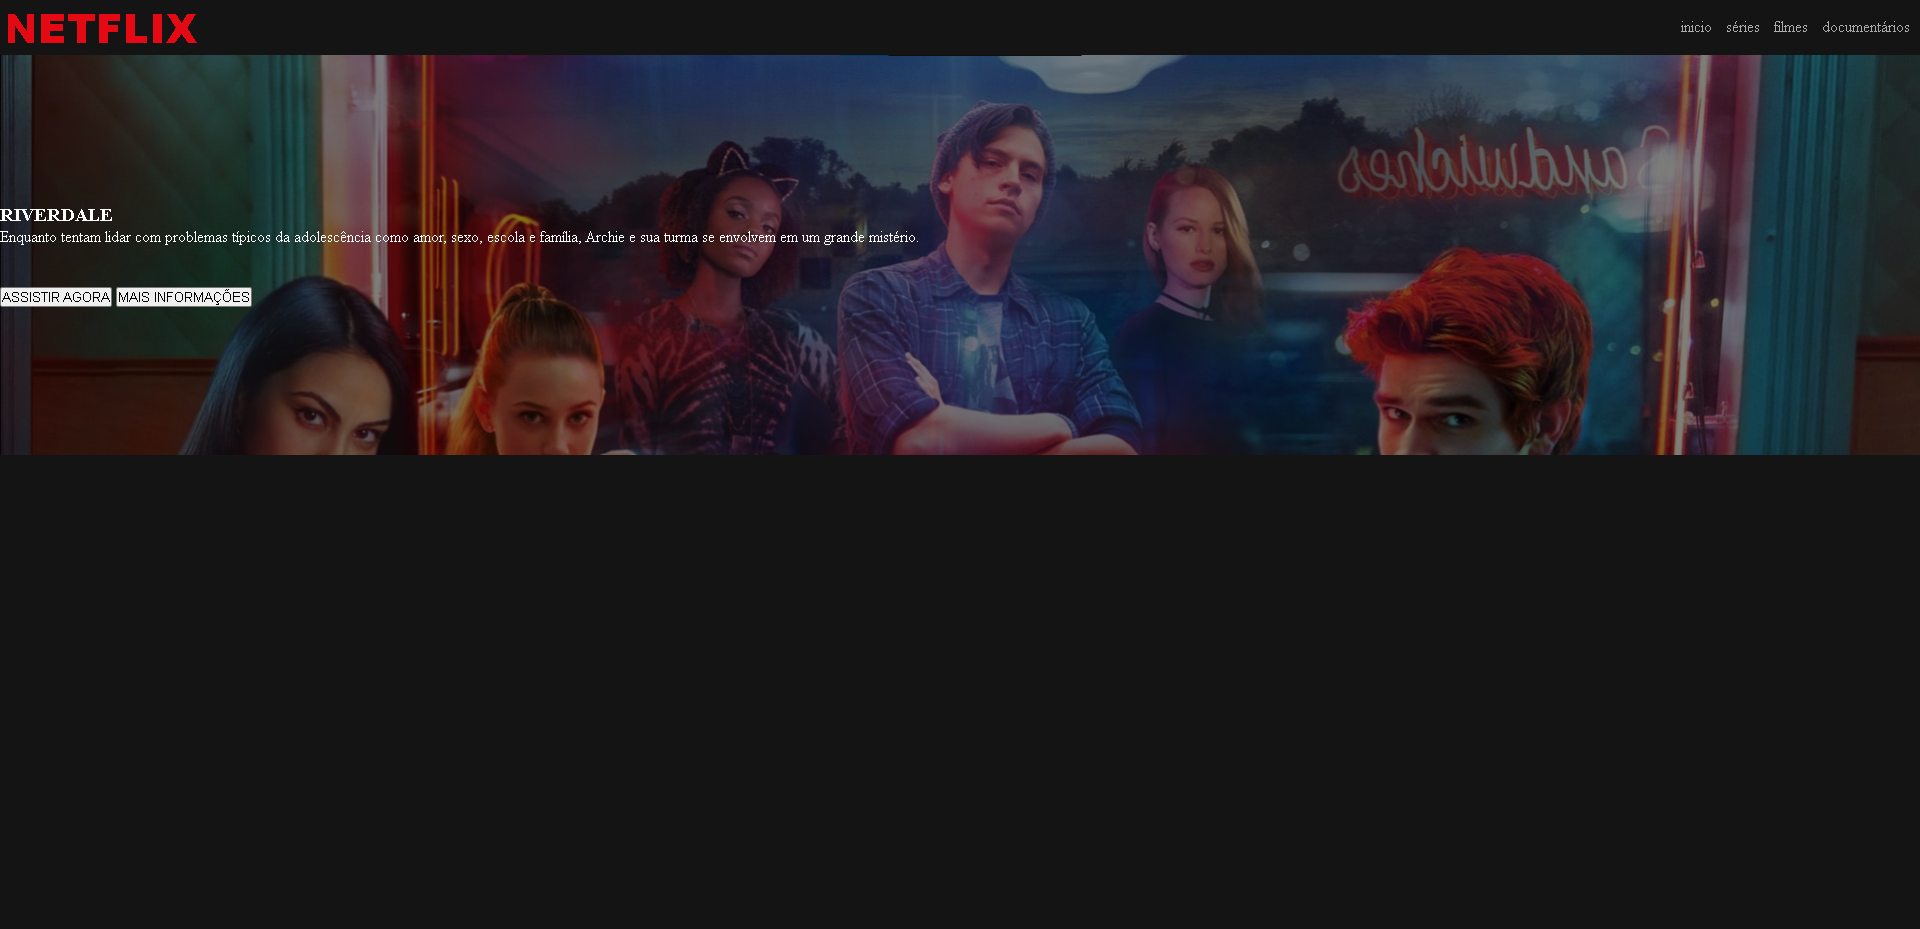 NETFLIX
inicio séries filmes documentários
Sandwiches
RIVERDALE
Enquanto tentam lidar com problemas típicos da adolescência como amor, sexo, escola e família, Archie e sua turma se envolvem em um grande mistério.
ASSISTIR AGORA MAIS INFORMAÇÕES